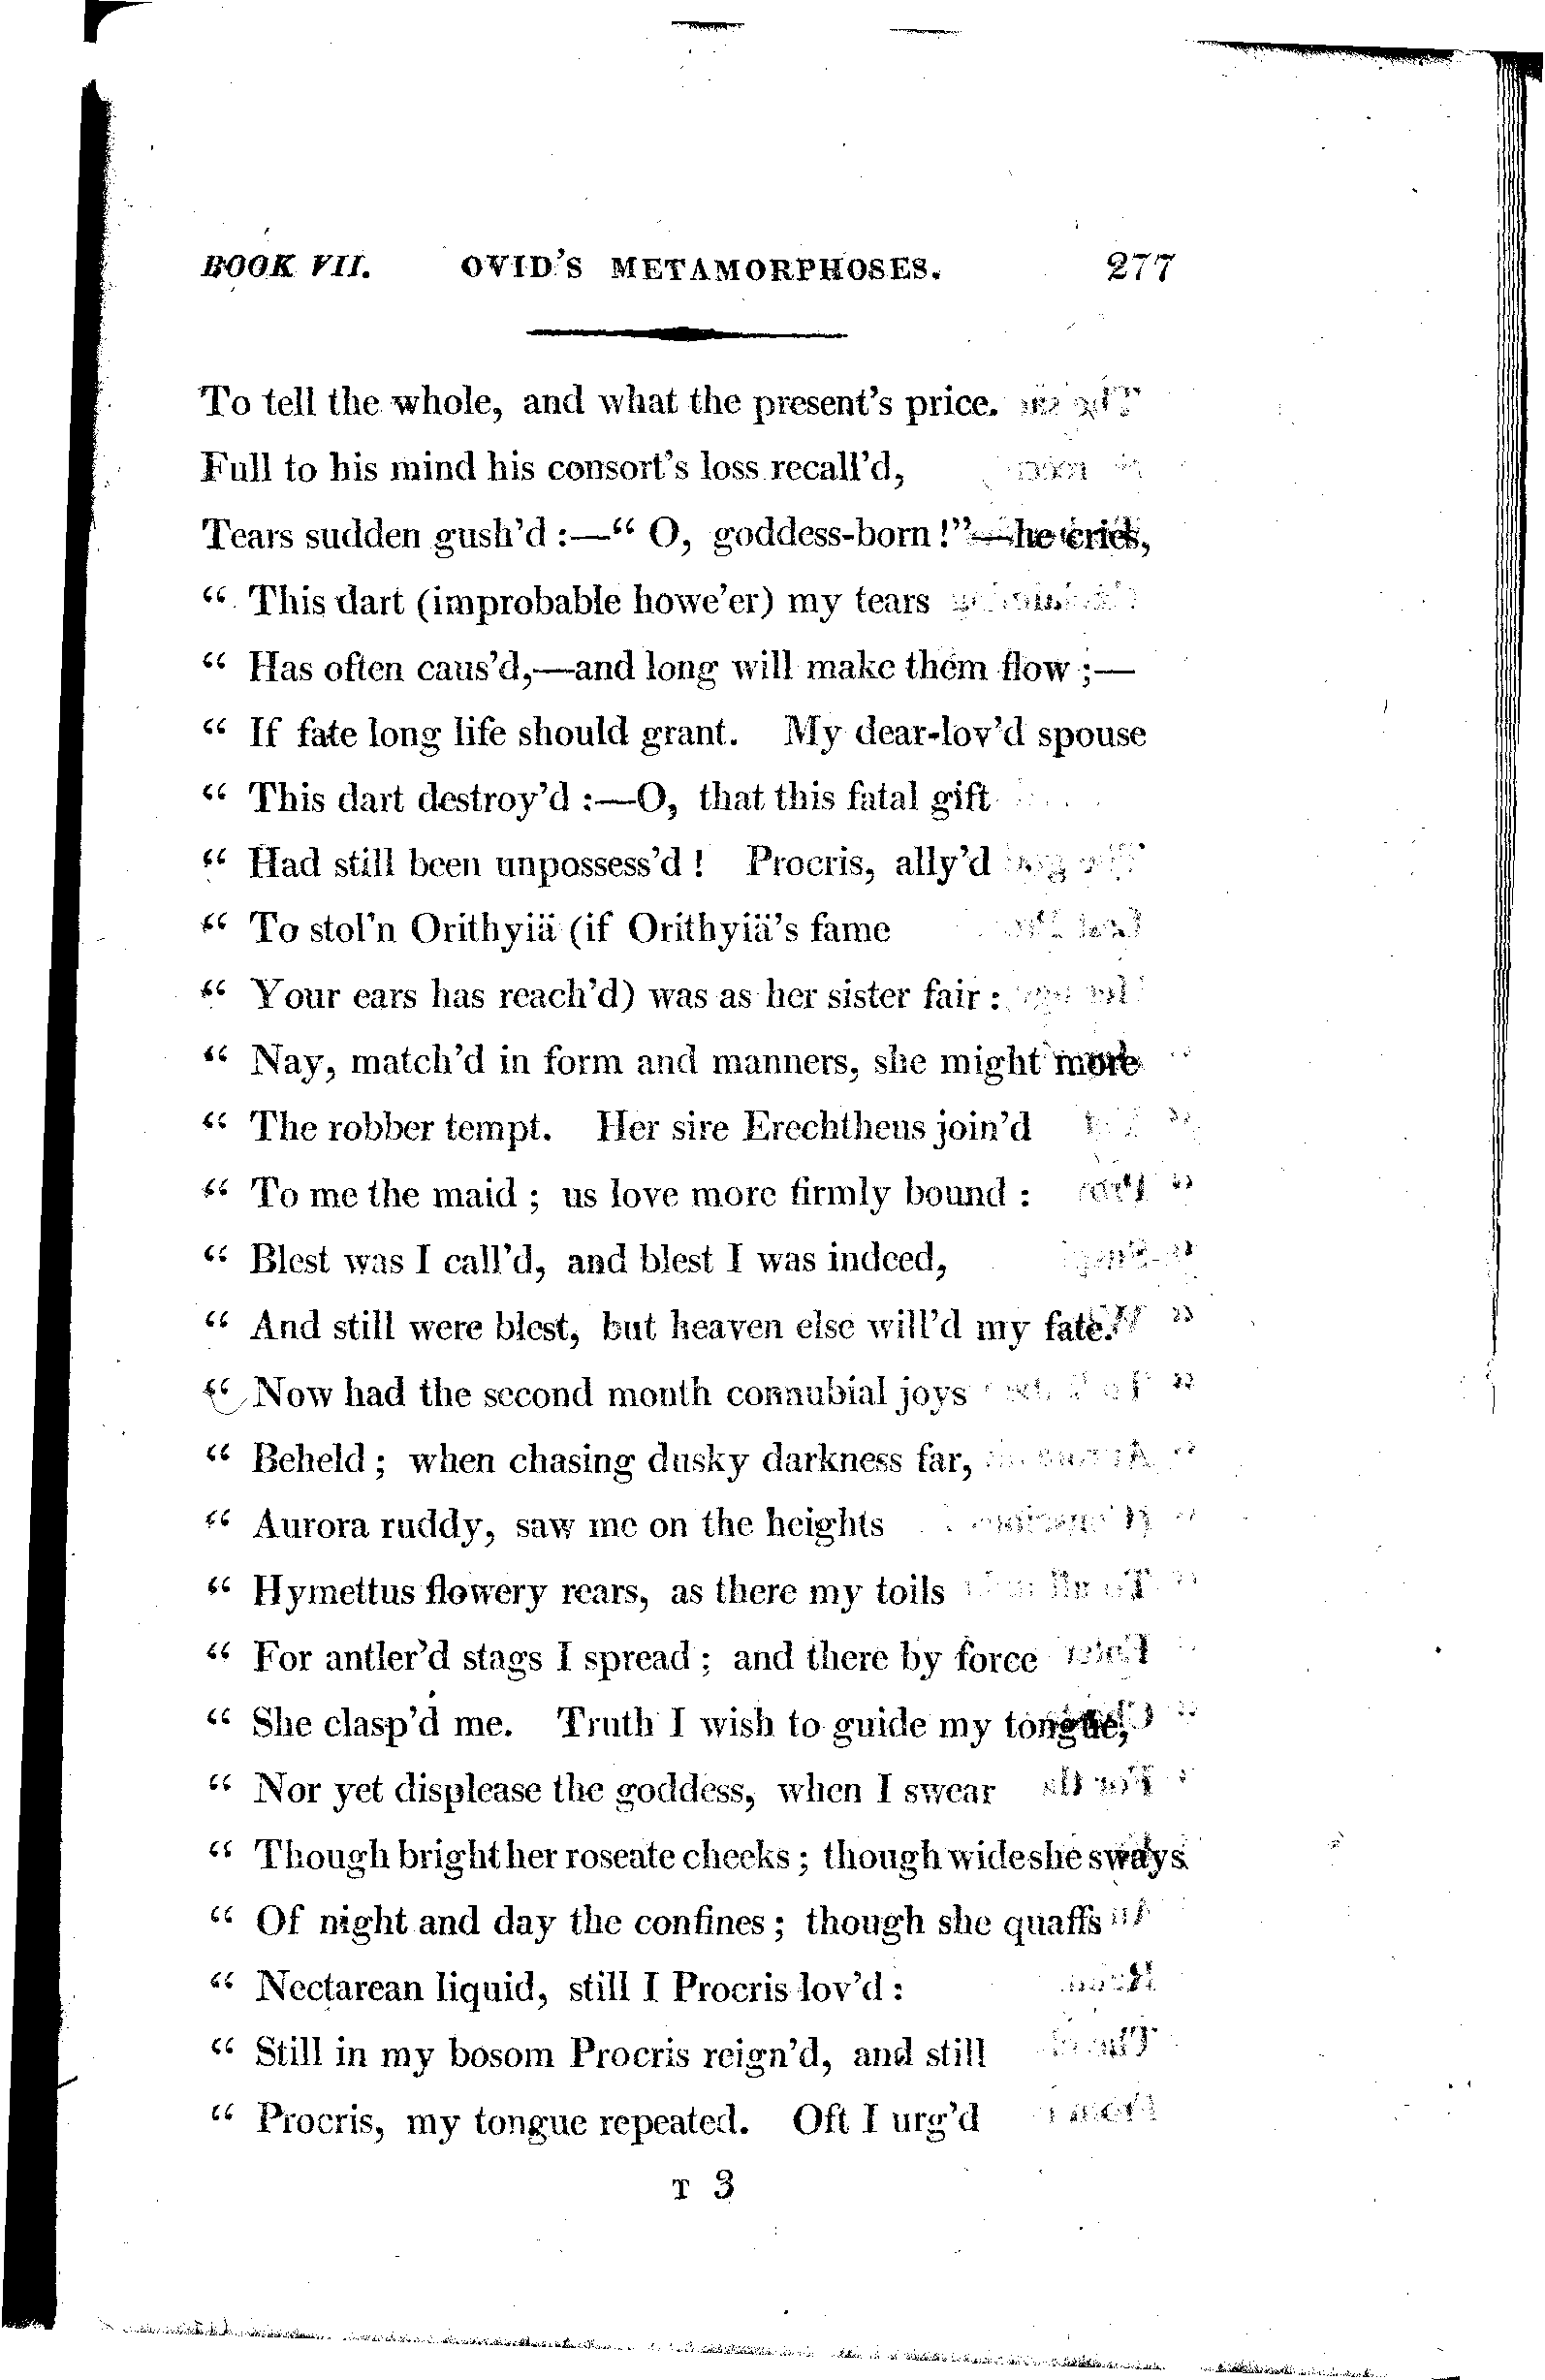 BOOK VII. OVID'S METAMORPHOSES. 277
To tell the whole, and what the present's price.
Full to his mind his consort's loss recall'd,
Tears sudden gush'd :—“ O, goddess-born !”—he cries,
“ This dart (improbable howe'er) my tears
“ Has often caus'd,—and long will make them flow ;—
“ If fate long life should grant. My dear-lov'd spouse
“ This dart destroy'd :—O, that this fatal gift
“ Had still been unpossess'd ! Procris, ally'd
“ To stol'n Orithyiä (if Orithyiä's fame
“ Your ears has reach'd) was as her sister fair :
“ Nay, match'd in form and manners, she might more
“ The robber tempt. Her sire Erechtheus join'd
“ To me the maid ; us love more firmly bound :
“ Blest was I call'd, and blest I was indeed,
“ And still were blest, but heaven else will'd my fate.
“ Now had the second month connubial joys
“ Beheld ; when chasing dusky darkness far,
“ Aurora ruddy, saw me on the heights
“ Hymettus flowery rears, as there my toils
“ For antler'd stags I spread ; and there by force
“ She clasp'd me. Truth I wish to guide my tongue,
“ Nor yet displease the goddess, when I swear
“ Though bright her roseate cheeks ; though wide she sways
“ Of night and day the confines ; though she quaffs
“ Nectarean liquid, still I Procris lov'd :
“ Still in my bosom Procris reign'd, and still
“ Procris, my tongue repeated. Oft I urg'd
T 3